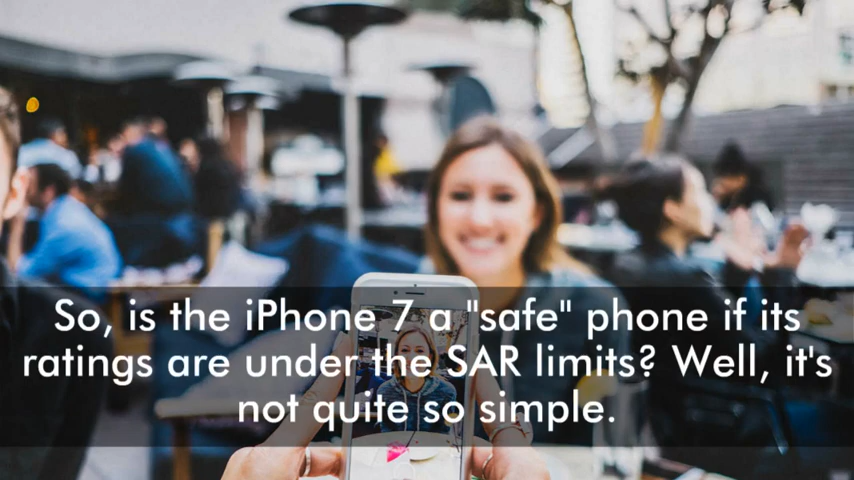 So, is the iPhone 7 a "safe" phone if its
ratings are under the SAR limits? Well, it's
not quite so simple.